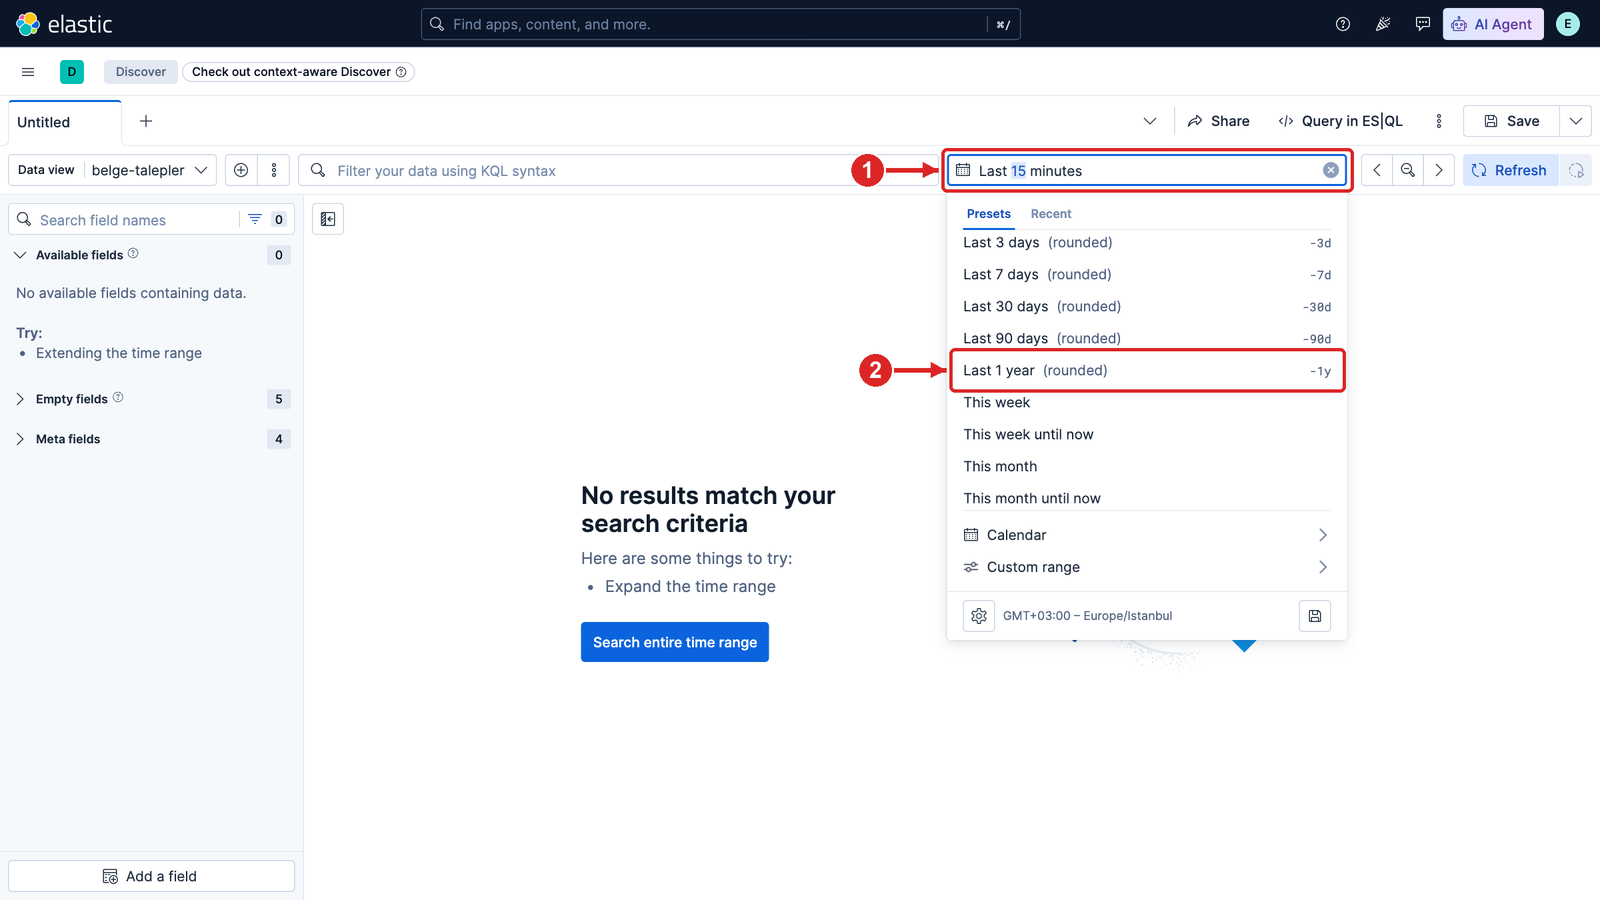 elastic
Find apps, content, and more.
⌘/
AI Agent
E
D
Discover
Check out context-aware Discover
Untitled
Share
Query in ES|QL
Save
Data view
belge-talepler
Filter your data using KQL syntax
1
Last 15 minutes
Refresh
Search field names
0
Available fields
0
No available fields containing data.
Try:
• Extending the time range
Empty fields
5
Meta fields
4
Add a field
No results match your
search criteria
Here are some things to try:
• Expand the time range
Search entire time range
Presets
Recent
Last 3 days (rounded)
-3d
Last 7 days (rounded)
-7d
Last 30 days (rounded)
-30d
Last 90 days (rounded)
-90d
2
Last 1 year (rounded)
-1y
This week
This week until now
This month
This month until now
Calendar
Custom range
GMT+03:00 – Europe/Istanbul